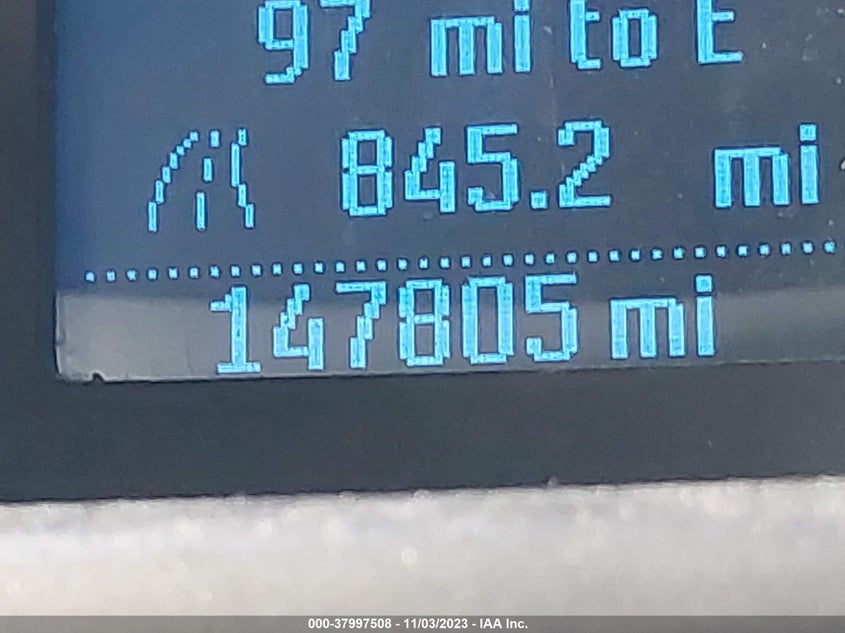 97 mi to E
845.2 mi
147805 mi
000-37997508 - 11/03/2023 - IAA Inc.